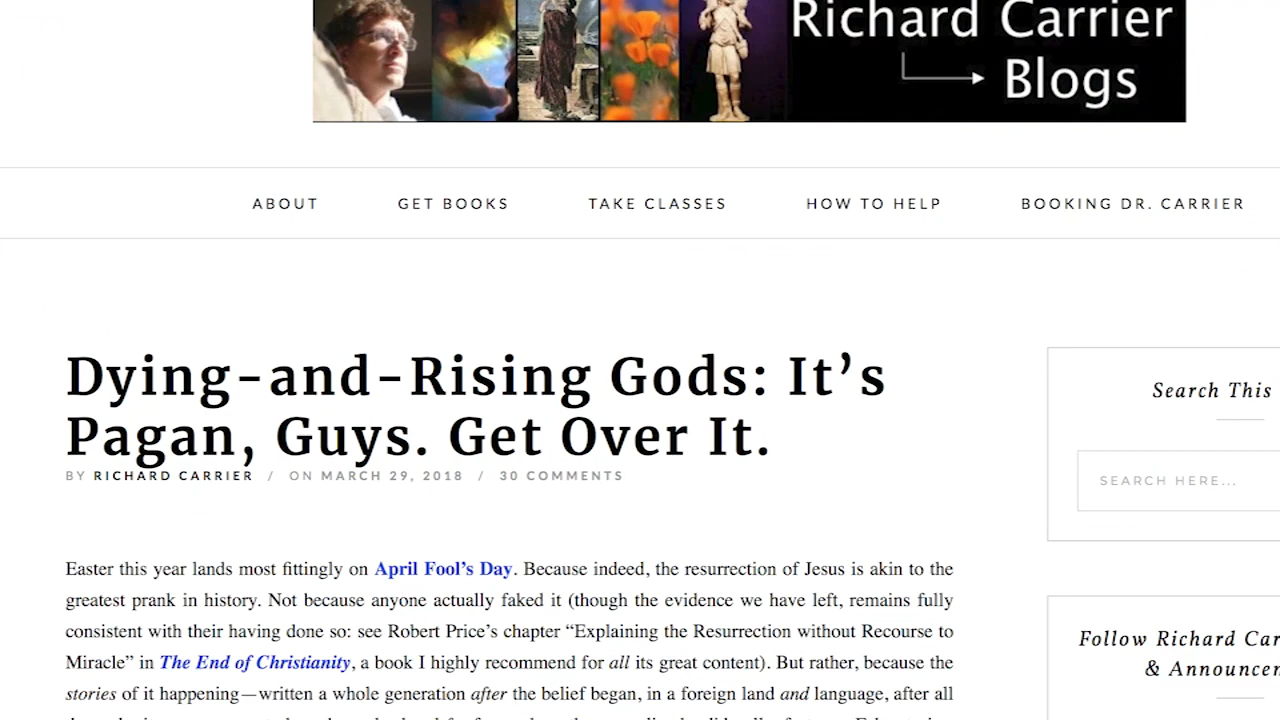 Richard Carrier
Blogs
ABOUT
GET BOOKS
TAKE CLASSES
HOW TO HELP
BOOKING DR. CARRIER
Dying-and-Rising Gods: It’s
Pagan, Guys. Get Over It.
BY RICHARD CARRIER / ON MARCH 29, 2018 / 30 COMMENTS
Easter this year lands most fittingly on April Fool’s Day. Because indeed, the resurrection of Jesus is akin to the
greatest prank in history. Not because anyone actually faked it (though the evidence we have left, remains fully
consistent with their having done so: see Robert Price’s chapter “Explaining the Resurrection without Recourse to
Miracle” in The End of Christianity, a book I highly recommend for all its great content). But rather, because the
stories of it happening—written a whole generation after the belief began, in a foreign land and language, after all
Search This
SEARCH HERE...
Follow Richard Car
& Announcen